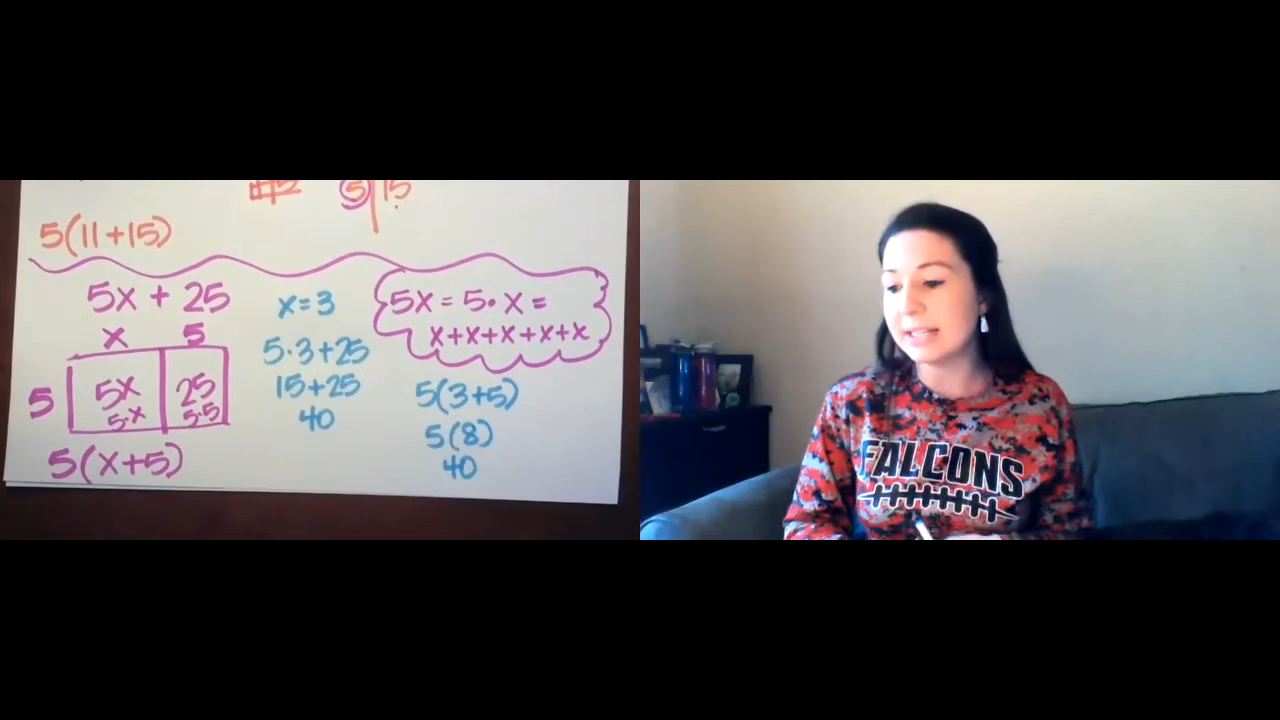 5 15
5(11+15)
5x + 25
x 5
5 5x 25
5·x 5·5
5(x+5)
x=3
5·3+25
15+25
40
5x = 5·x =
x+x+x+x+x
5(3+5)
5(8)
40
FALCONS